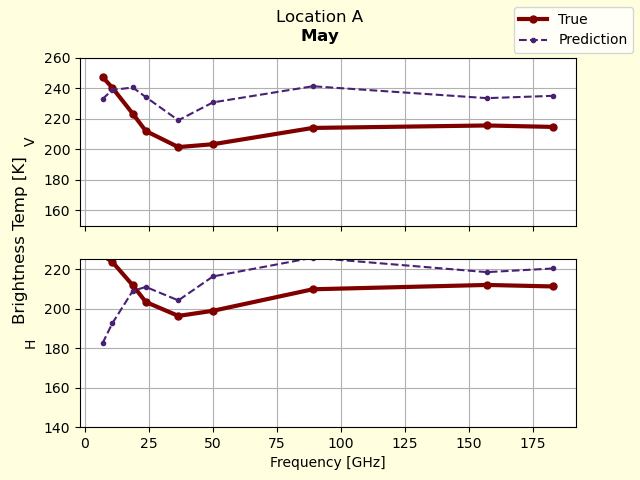 Location A
May
True
Prediction
Brightness Temp [K]
V
260
240
220
200
180
160
H
220
200
180
160
140
0 25 50 75 100 125 150 175
Frequency [GHz]